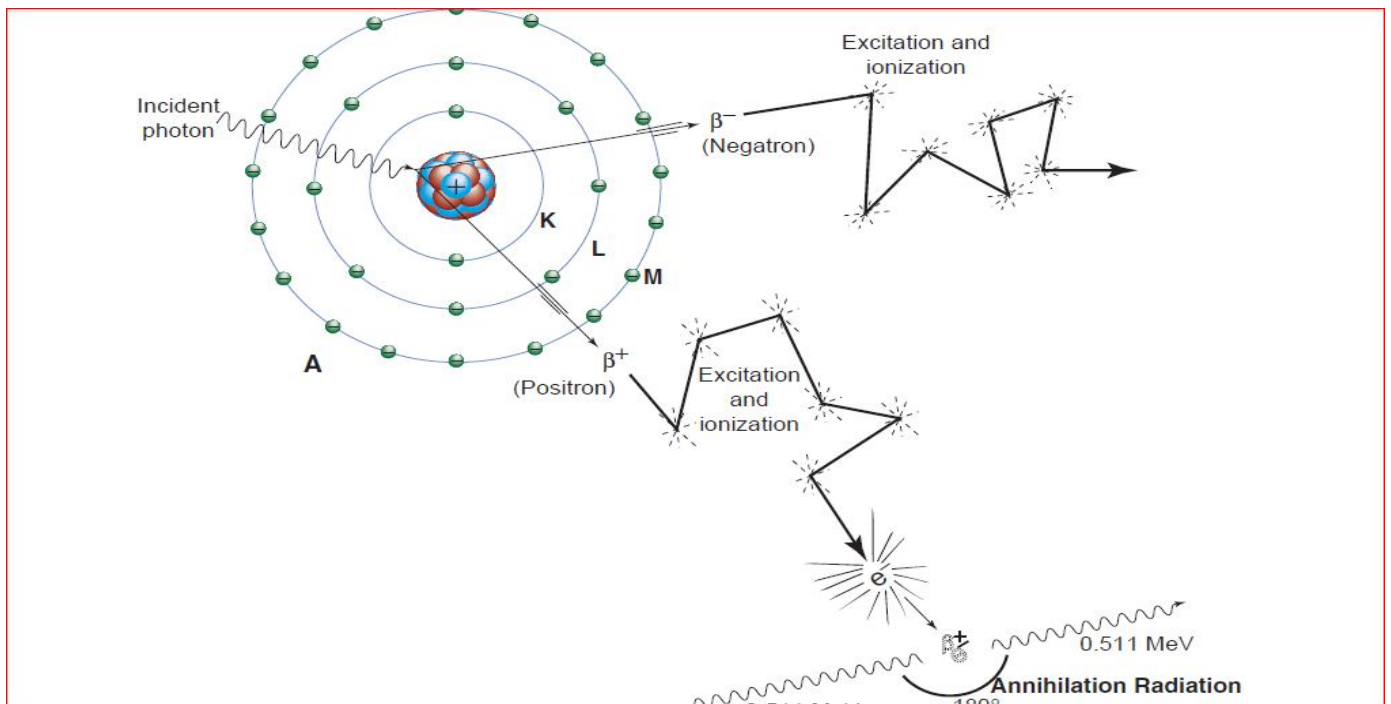 Excitation and
ionization
Incident
photon
β−
(Negatron)
+
K
L
M
A
β+
(Positron)
Excitation
and
ionization
e
0.511 MeV
Annihilation Radiation